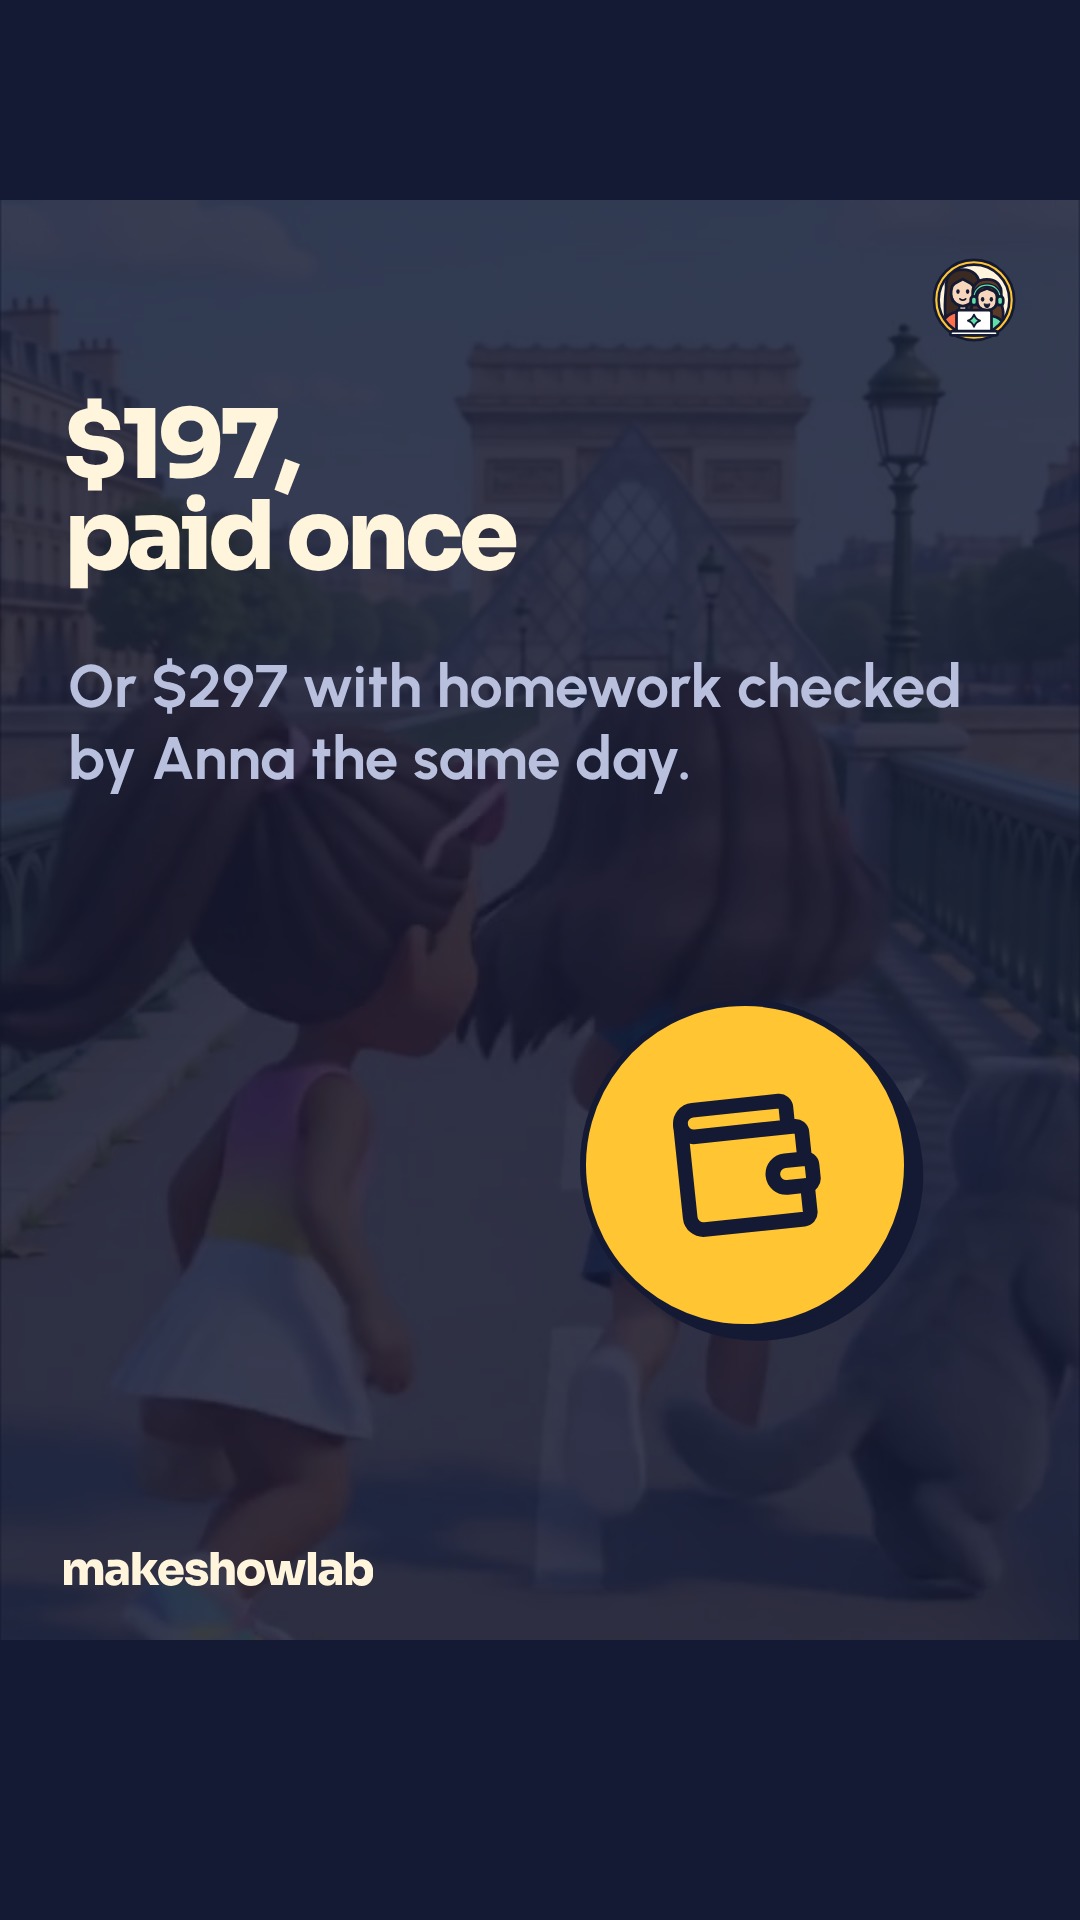 $197,
paid once
Or $297 with homework checked
by Anna the same day.
makeshowlab